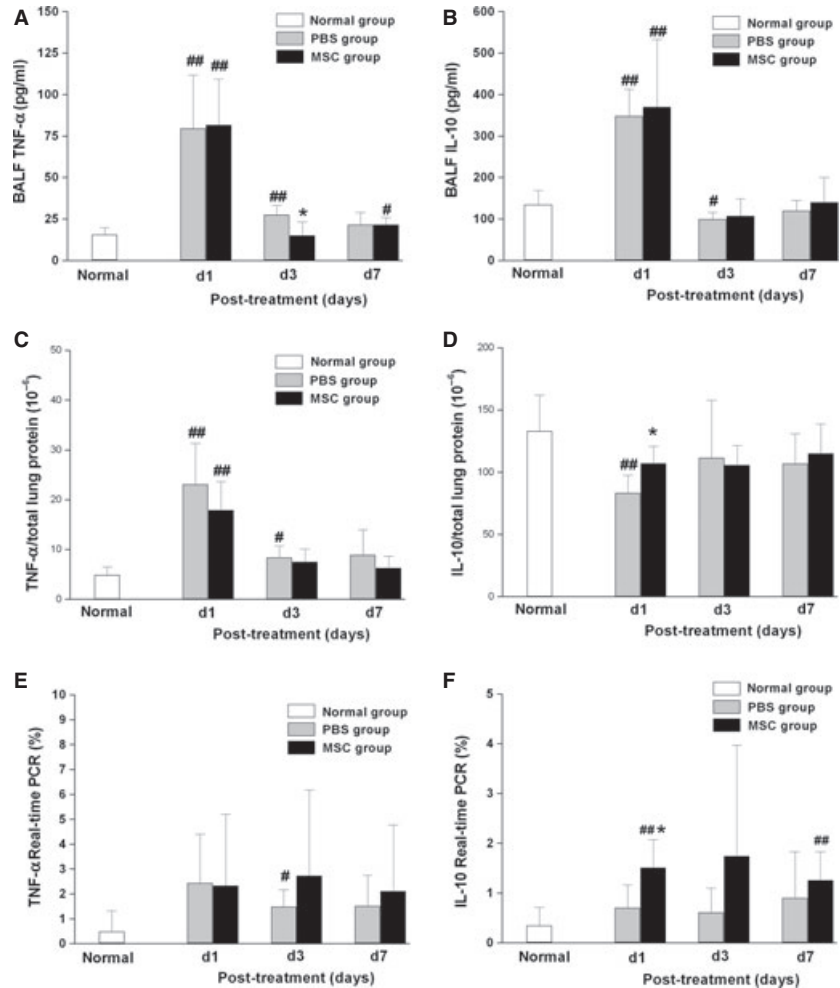 A
BALF TNF-α (pg/ml)
150
125
100
75
50
25
0
Normal group
PBS group
MSC group
##
##
##
*
#
Normal
d1
d3
d7
Post-treatment (days)
B
BALF IL-10 (pg/ml)
600
500
400
300
200
100
0
Normal group
PBS group
MSC group
##
##
#
Normal
d1
d3
d7
Post-treatment (days)
C
TNF-α/total lung protein (10⁻⁶)
50
40
30
20
10
0
Normal group
PBS group
MSC group
##
##
#
Normal
d1
d3
d7
Post-treatment (days)
D
IL-10/total lung protein (10⁻⁶)
200
150
100
50
0
Normal group
PBS group
MSC group
##
*
Normal
d1
d3
d7
Post-treatment (days)
E
TNF-α Real-time PCR (%)
10
9
8
7
6
5
4
3
2
1
0
Normal group
PBS group
MSC group
#
Normal
d1
d3
d7
Post-treatment (days)
F
IL-10 Real-time PCR (%)
5
4
3
2
1
0
Normal group
PBS group
MSC group
##*
##
Normal
d1
d3
d7
Post-treatment (days)